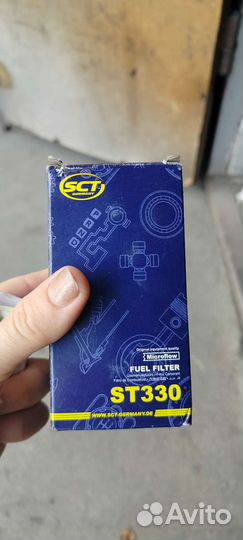 SCT
GERMANY
Original equipment quality
Microflow
FUEL FILTER
ST330
WWW.SCT-GERMANY.DE
Avito